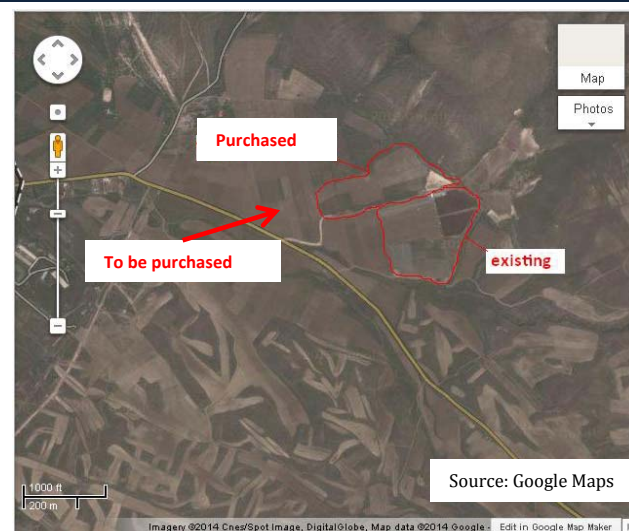 Map
Photos
Purchased
To be purchased
existing
Source: Google Maps
1000 ft
200 m
Imagery ©2014 Cnes/Spot Image, DigitalGlobe, Map data ©2014 Google -
Edit in Google Map Maker